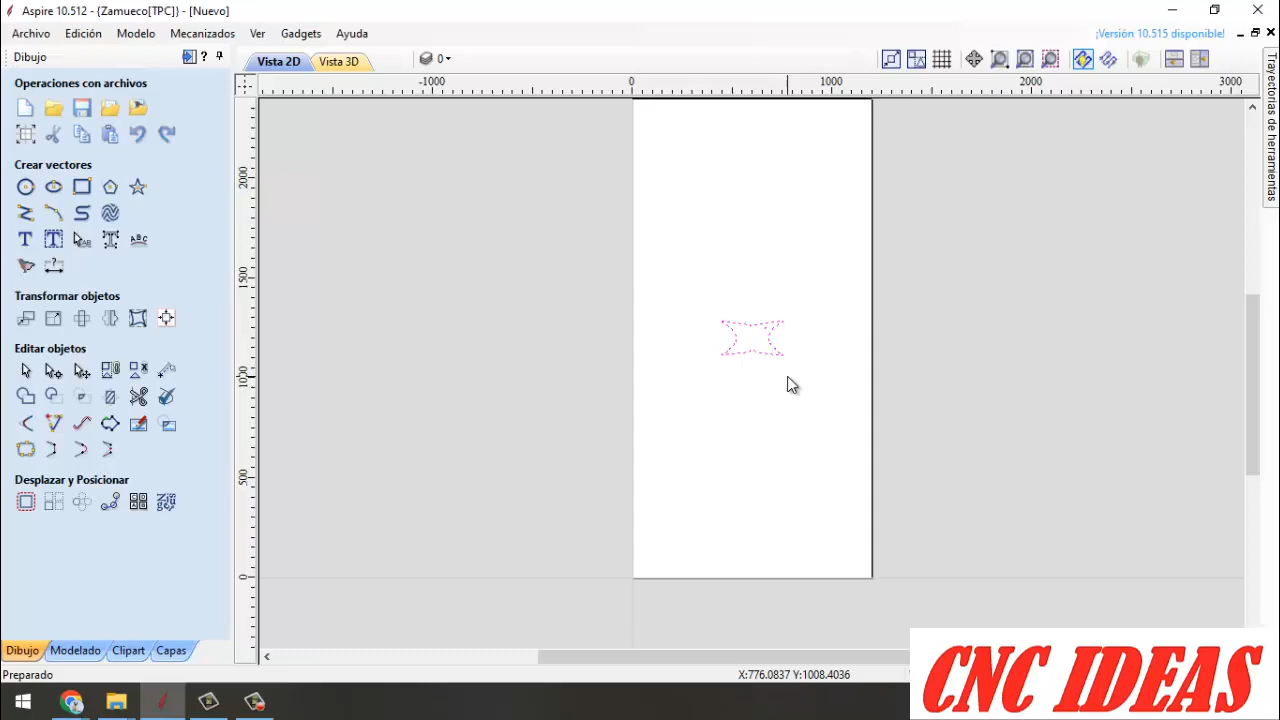 Aspire 10.512 - {Zamueco[TPC]} - [Nuevo]
Archivo Edición Modelo Mecanizados Ver Gadgets Ayuda ¡Versión 10.515 disponible!
Dibujo
Vista 2D Vista 3D 0
Operaciones con archivos
-1000 0 1000 2000 3000
Crear vectores
2000
1500
Transformar objetos
Editar objetos
1000
Desplazar y Posicionar
500
0
Trayectorias de herramientas
Dibujo Modelado Clipart Capas
Preparado X:776.0837 Y:1008.4036
CNC IDEAS